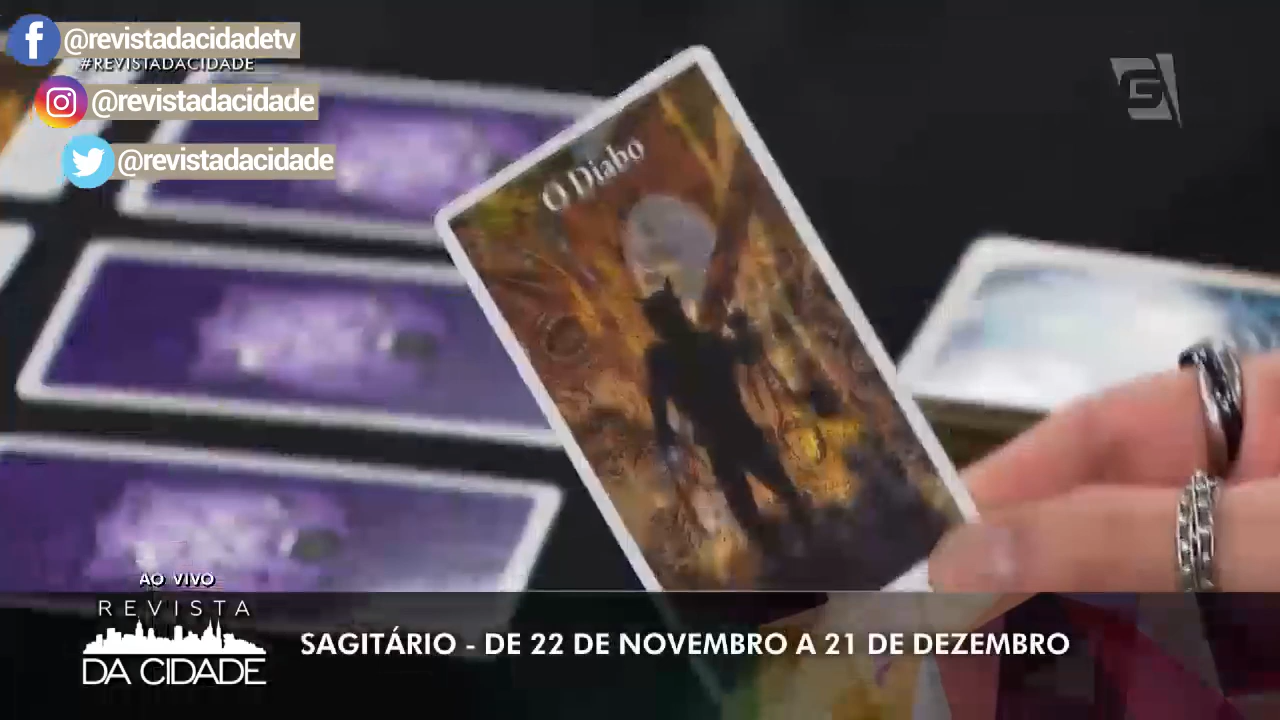 @revistadacidadetv
#REVISTADACIDADE
@revistadacidade
@revistadacidade
O Diabo
AO VIVO
REVISTA
DA CIDADE
SAGITÁRIO - DE 22 DE NOVEMBRO A 21 DE DEZEMBRO